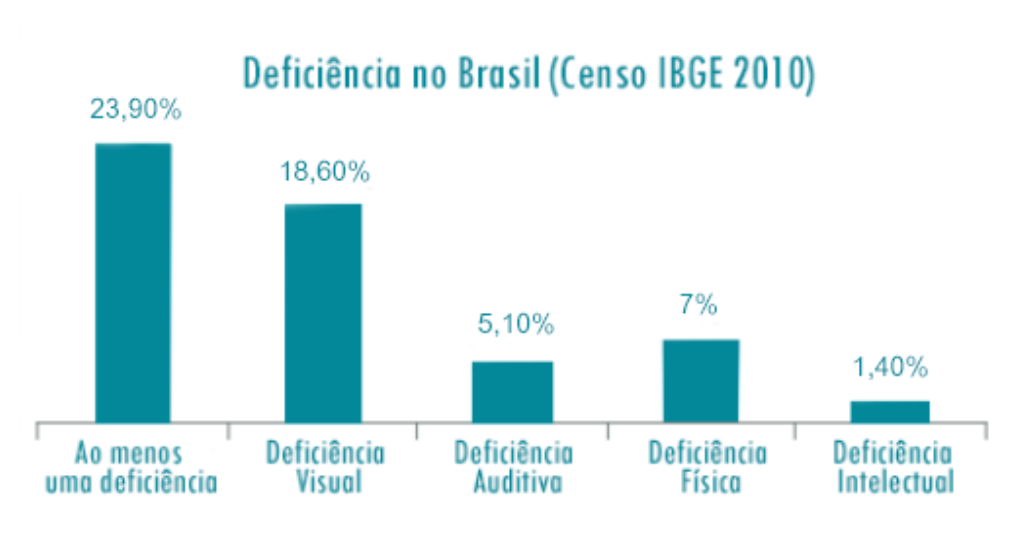 Deficiência no Brasil (Censo IBGE 2010)
23,90%
18,60%
5,10%
7%
1,40%
Ao menos
uma deficiência
Deficiência
Visual
Deficiência
Auditiva
Deficiência
Física
Deficiência
Intelectual